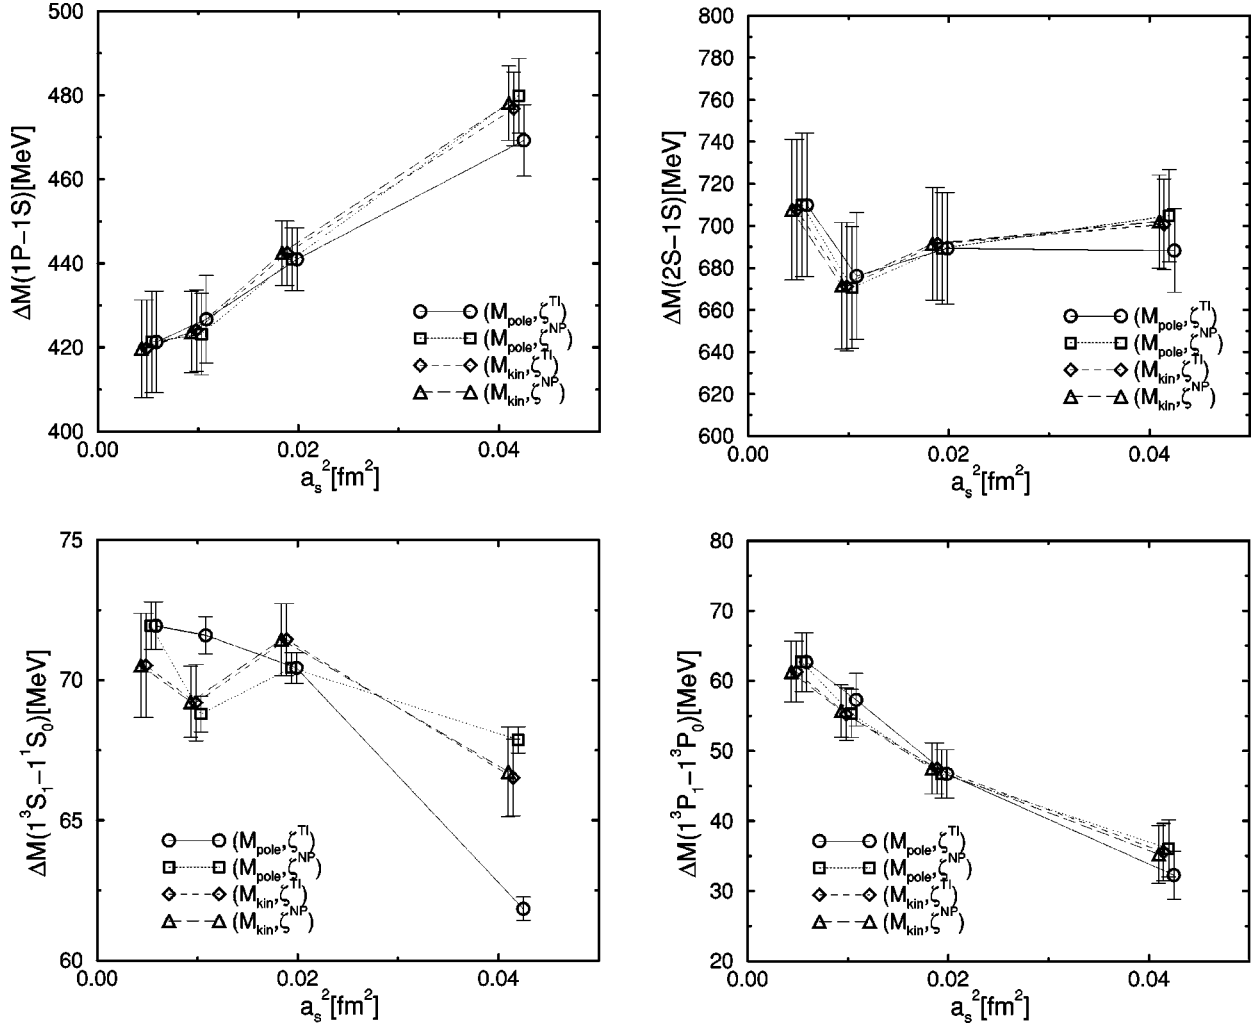 500
480
460
440
420
400
ΔM(1P−1S)[MeV]
(M_pole, ζ^TI)
(M_pole, ζ^NP)
(M_kin, ζ^TI)
(M_kin, ζ^NP)
0.00 0.02 0.04
a_s^2[fm^2]
800
780
760
740
720
700
680
660
640
620
600
ΔM(2S−1S)[MeV]
(M_pole, ζ^TI)
(M_pole, ζ^NP)
(M_kin, ζ^TI)
(M_kin, ζ^NP)
0.00 0.02 0.04
a_s^2[fm^2]
75
70
65
60
ΔM(1^3S_1−1^1S_0)[MeV]
(M_pole, ζ^TI)
(M_pole, ζ^NP)
(M_kin, ζ^TI)
(M_kin, ζ^NP)
0.00 0.02 0.04
a_s^2[fm^2]
80
70
60
50
40
30
20
ΔM(1^3P_1−1^3P_0)[MeV]
(M_pole, ζ^TI)
(M_pole, ζ^NP)
(M_kin, ζ^TI)
(M_kin, ζ^NP)
0.00 0.02 0.04
a_s^2[fm^2]